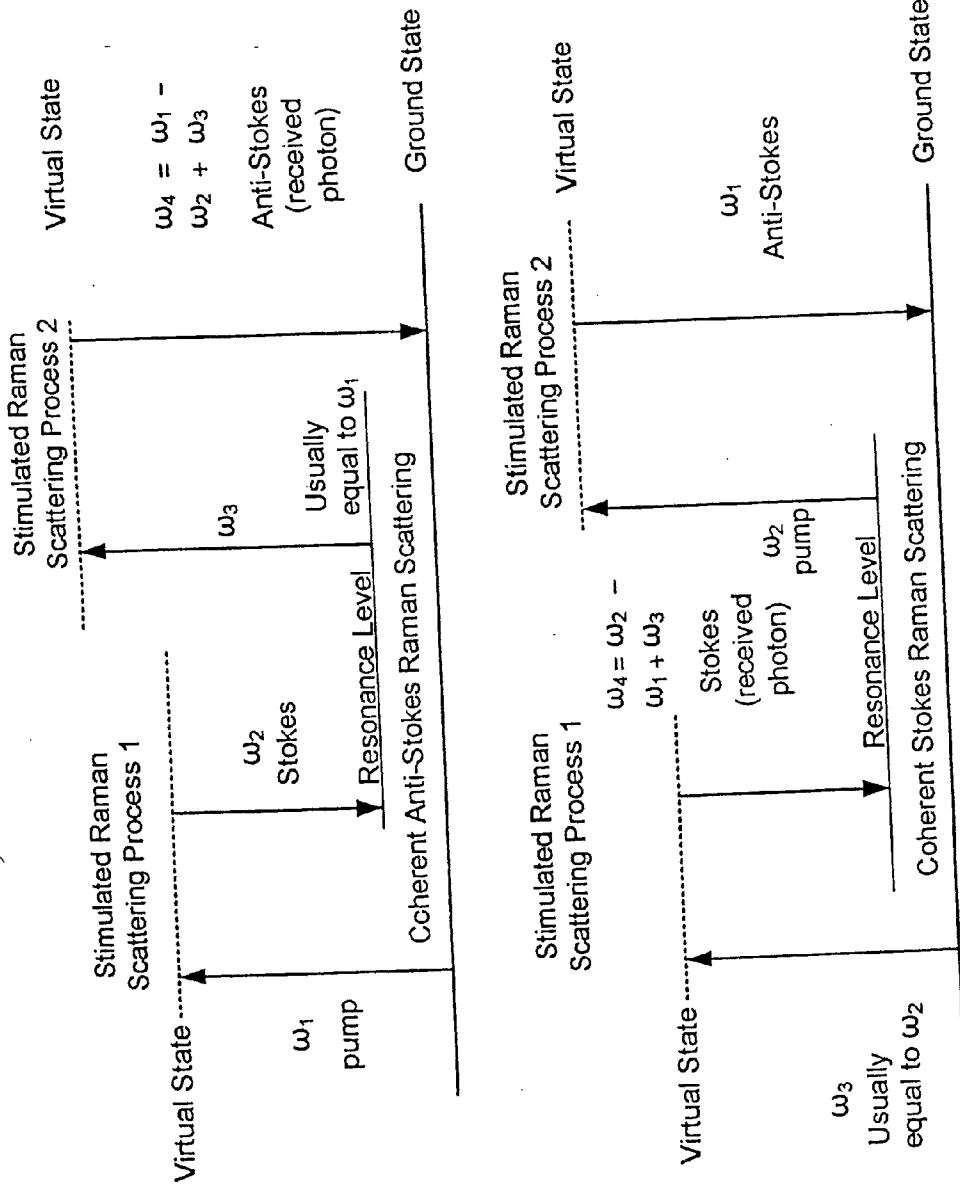 Stimulated Raman
Scattering Process 1
Stimulated Raman
Scattering Process 2
Virtual State
Virtual State
ω1
pump
ω2
Stokes
ω3
Usually
equal to ω1
ω4 = ω1 -
ω2 + ω3
Anti-Stokes
(received
photon)
Resonance Level
Ccherent Anti-Stokes Raman Scattering
Ground State
Stimulated Raman
Scattering Process 1
Stimulated Raman
Scattering Process 2
Virtual State
Virtual State
ω3
Usually
equal to ω2
ω4 = ω2 -
ω1 + ω3
Stokes
(received
photon)
ω2
pump
ω1
Anti-Stokes
Resonance Level
Coherent Stokes Raman Scattering
Ground State